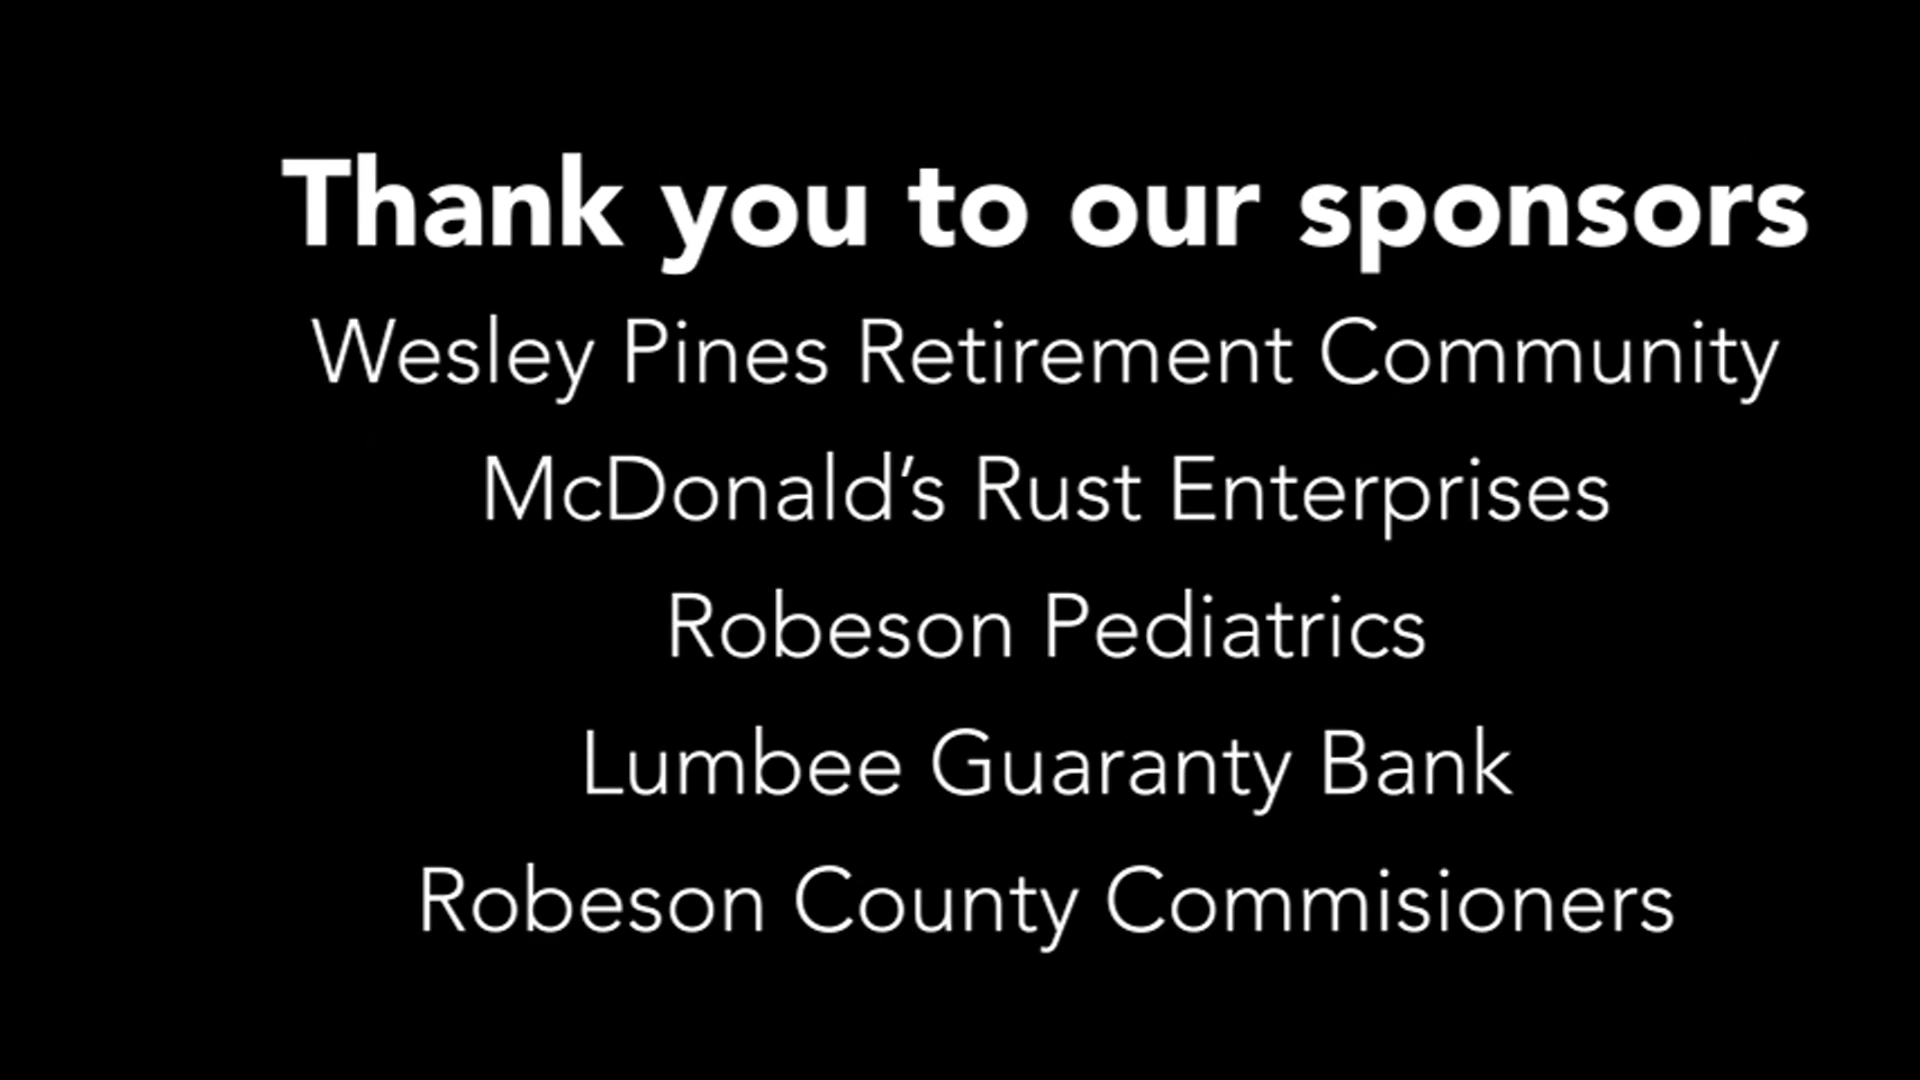 Thank you to our sponsors
Wesley Pines Retirement Community
McDonald’s Rust Enterprises
Robeson Pediatrics
Lumbee Guaranty Bank
Robeson County Commisioners